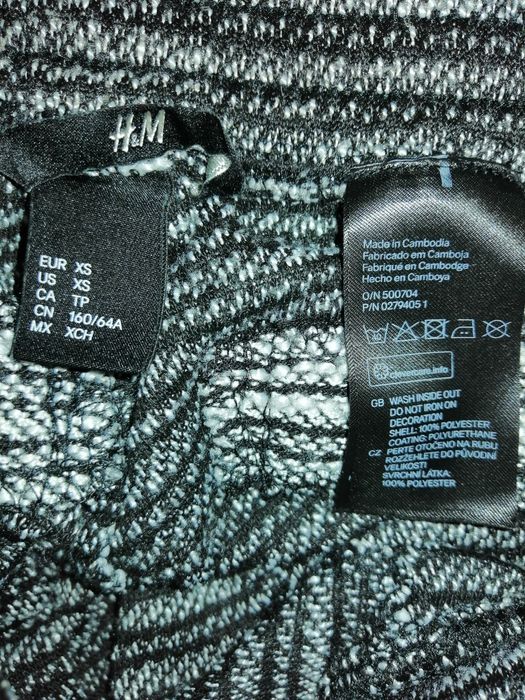 H&M
EUR XS
US XS
CA TP
CN 160/64A
MX XCH
Made in Cambodia
Fabricado em Camboja
Fabriqué en Cambodge
Hecho en Camboya
O/N 500704
P/N 0279405 1
40
clevercare.info
GB WASH INSIDE OUT
DO NOT IRON ON
DECORATION
SHELL: 100% POLYESTER
COATING: POLYURETHANE
CZ PERTE OTOČENO NA RUBU
ROZŽEHLETE DO PŮVODNÍ
VELIKOSTI
SVRCHNÍ LÁTKA:
100% POLYESTER